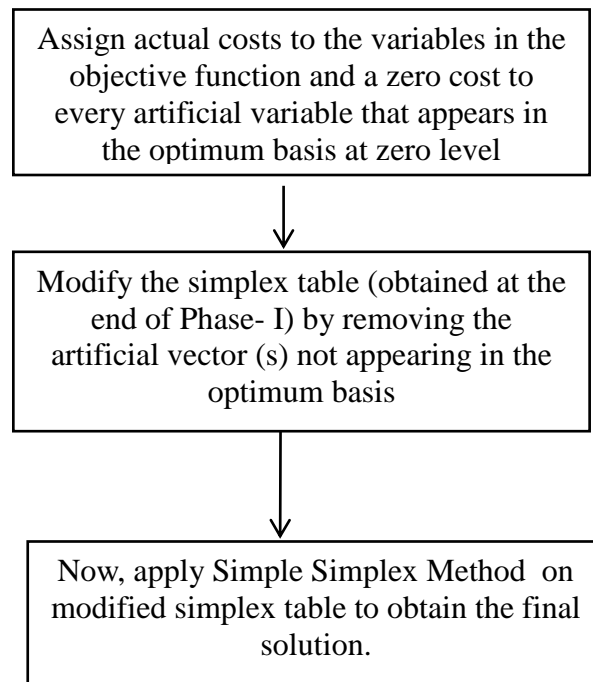 Assign actual costs to the variables in the
objective function and a zero cost to
every artificial variable that appears in
the optimum basis at zero level
Modify the simplex table (obtained at the
end of Phase- I) by removing the
artificial vector (s) not appearing in the
optimum basis
Now, apply Simple Simplex Method on
modified simplex table to obtain the final
solution.